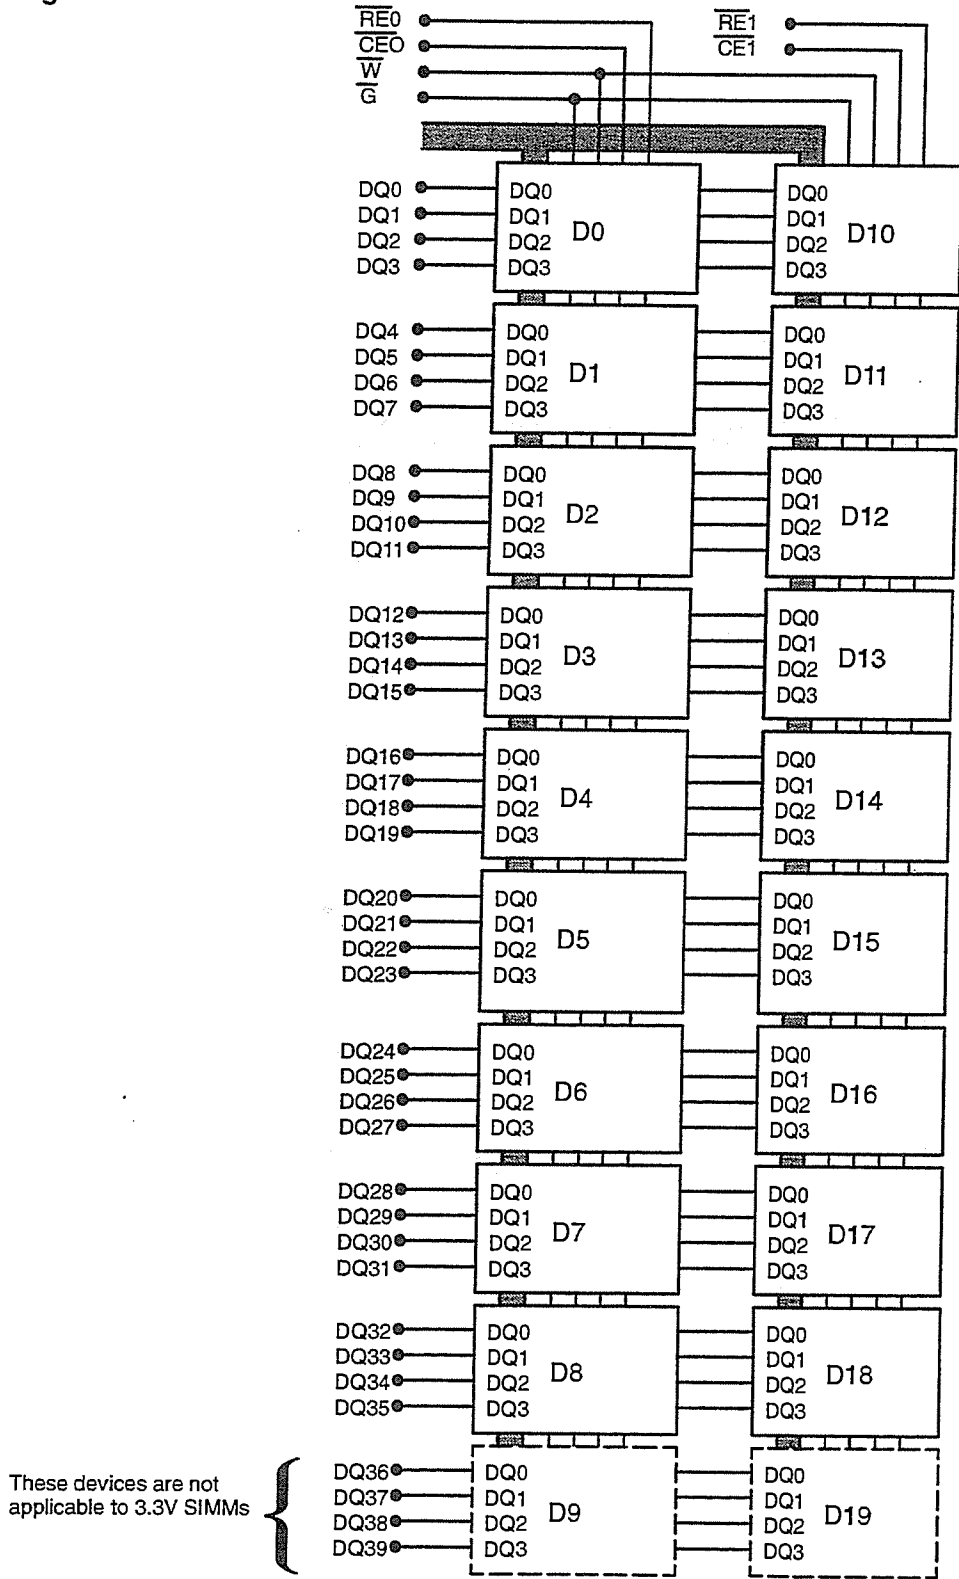 RE0
RE1
CEO
CE1
W
G
DQ0 DQ0 DQ0
DQ1 DQ1 D0 DQ1 D10
DQ2 DQ2 DQ2
DQ3 DQ3 DQ3
DQ4 DQ0 DQ0
DQ5 DQ1 D1 DQ1 D11
DQ6 DQ2 DQ2
DQ7 DQ3 DQ3
DQ8 DQ0 DQ0
DQ9 DQ1 D2 DQ1 D12
DQ10 DQ2 DQ2
DQ11 DQ3 DQ3
DQ12 DQ0 DQ0
DQ13 DQ1 D3 DQ1 D13
DQ14 DQ2 DQ2
DQ15 DQ3 DQ3
DQ16 DQ0 DQ0
DQ17 DQ1 D4 DQ1 D14
DQ18 DQ2 DQ2
DQ19 DQ3 DQ3
DQ20 DQ0 DQ0
DQ21 DQ1 D5 DQ1 D15
DQ22 DQ2 DQ2
DQ23 DQ3 DQ3
DQ24 DQ0 DQ0
DQ25 DQ1 D6 DQ1 D16
DQ26 DQ2 DQ2
DQ27 DQ3 DQ3
DQ28 DQ0 DQ0
DQ29 DQ1 D7 DQ1 D17
DQ30 DQ2 DQ2
DQ31 DQ3 DQ3
DQ32 DQ0 DQ0
DQ33 DQ1 D8 DQ1 D18
DQ34 DQ2 DQ2
DQ35 DQ3 DQ3
These devices are not
applicable to 3.3V SIMMs
DQ36 DQ0 DQ0
DQ37 DQ1 D9 DQ1 D19
DQ38 DQ2 DQ2
DQ39 DQ3 DQ3